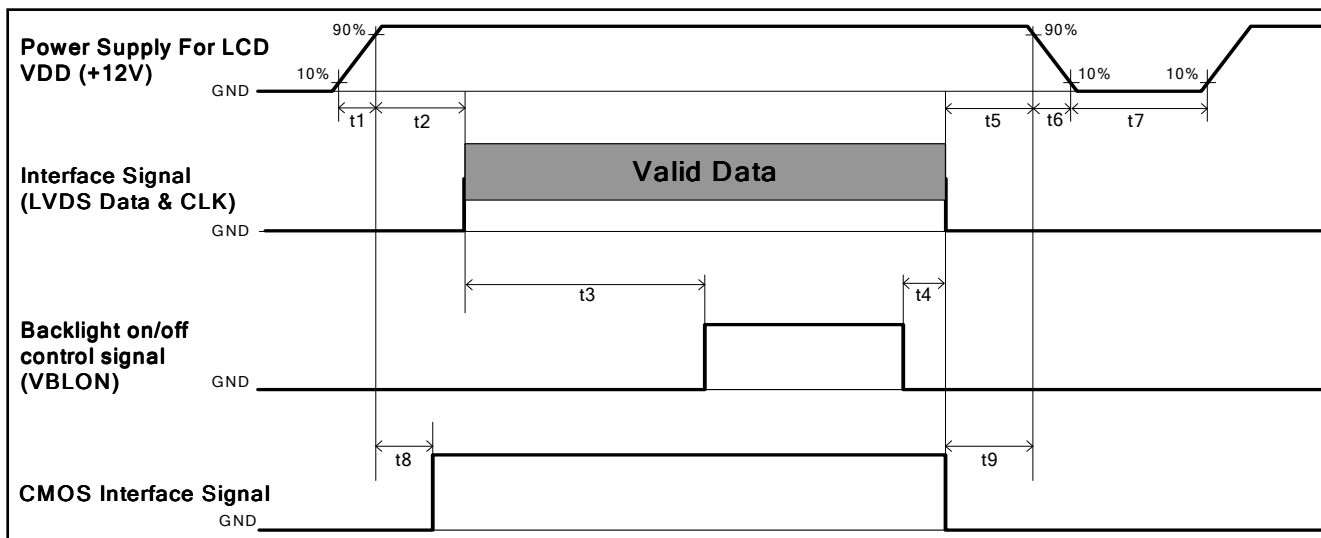 Power Supply For LCD
VDD (+12V)
90%
10%
GND
t1
t2
90%
10%
10%
t5
t6
t7
Interface Signal
(LVDS Data & CLK)
GND
Valid Data
t3
t4
Backlight on/off
control signal
(VBLON)
GND
t8
t9
CMOS Interface Signal
GND